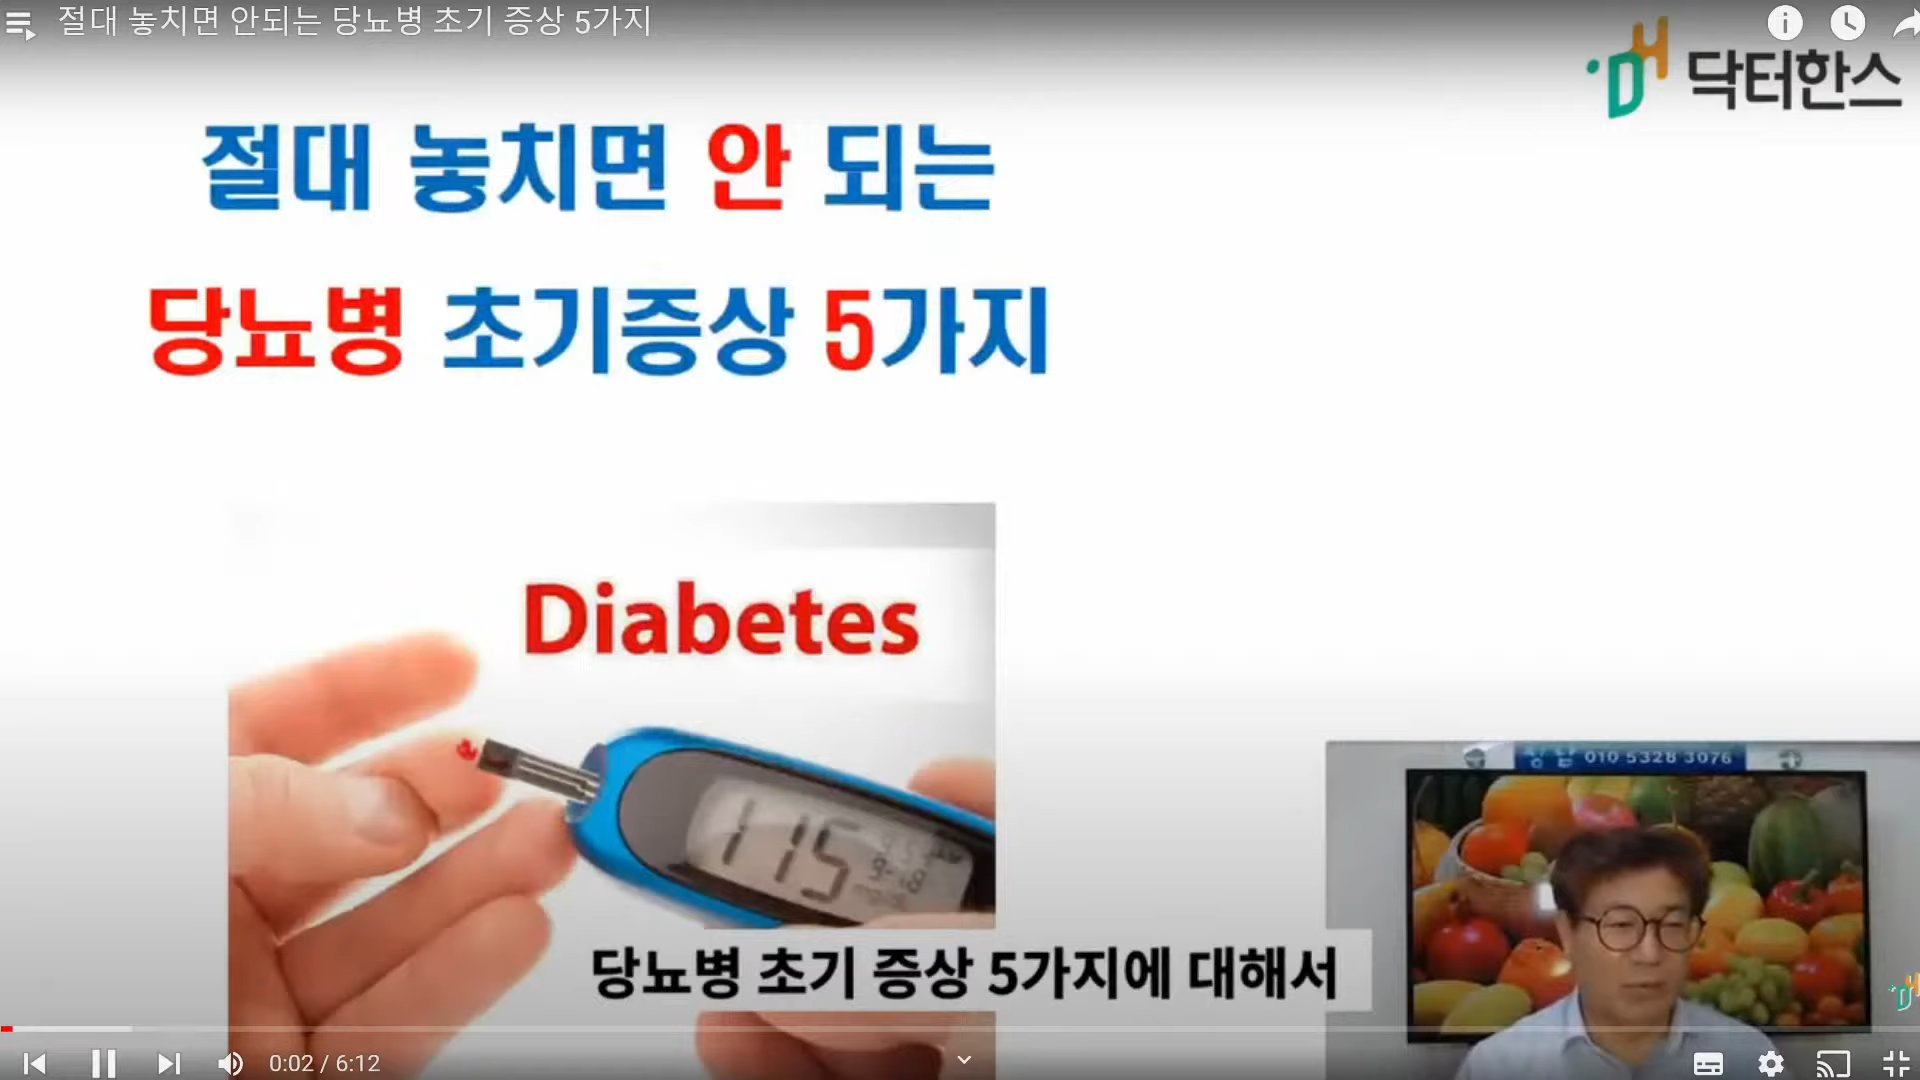 절대 놓치면 안되는 당뇨병 초기 증상 5가지
닥터한스
절대 놓치면 안 되는
당뇨병 초기증상 5가지
Diabetes
115
상담 010 5328 3076
당뇨병 초기 증상 5가지에 대해서
0:02 / 6:12